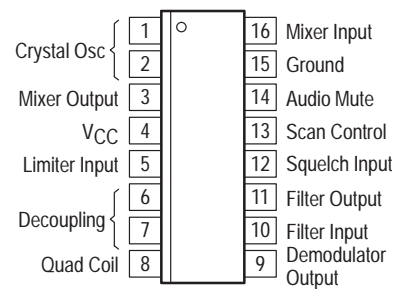 Crystal Osc
1
2
Mixer Output 3
VCC 4
Limiter Input 5
Decoupling
6
7
Quad Coil 8
16 Mixer Input
15 Ground
14 Audio Mute
13 Scan Control
12 Squelch Input
11 Filter Output
10 Filter Input
9 Demodulator
Output